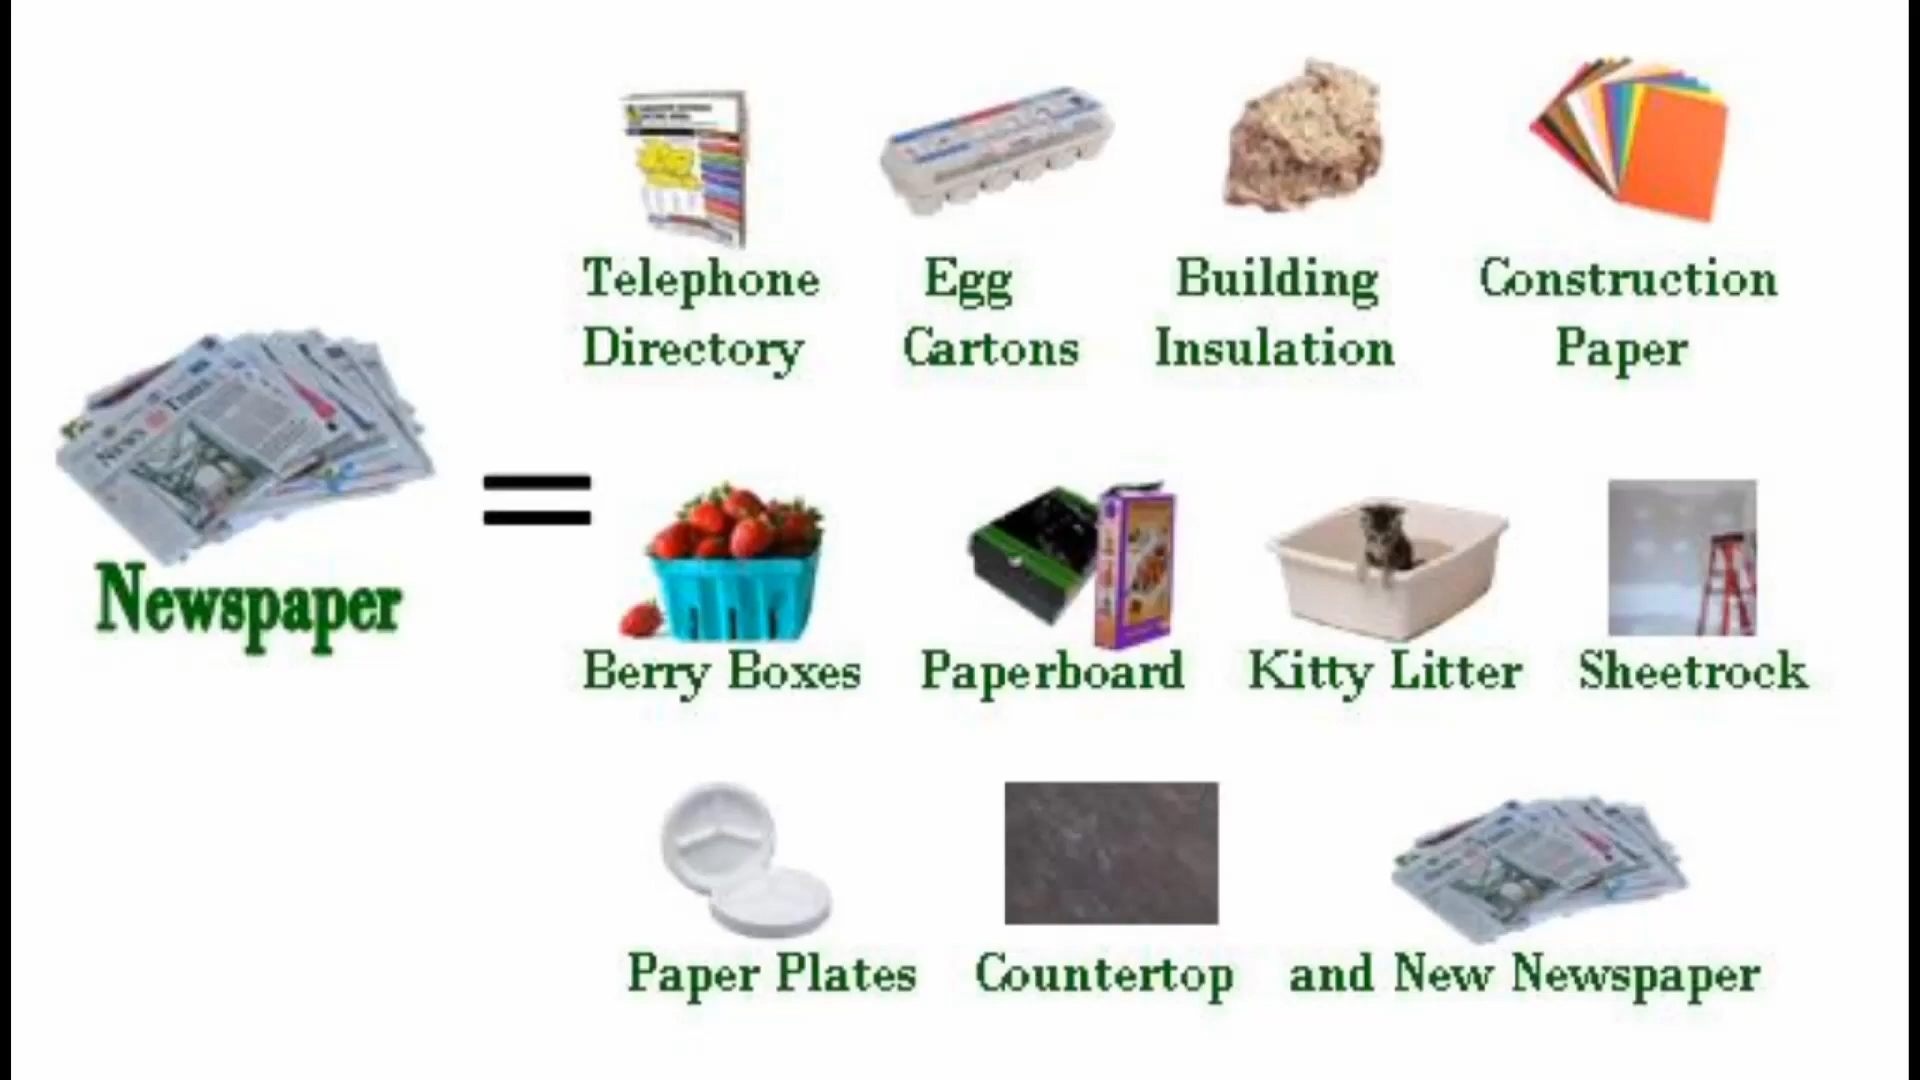 Telephone Directory
Egg Cartons
Building Insulation
Construction Paper
Newspaper
=
Berry Boxes
Paperboard
Kitty Litter
Sheetrock
Paper Plates
Countertop
and New Newspaper